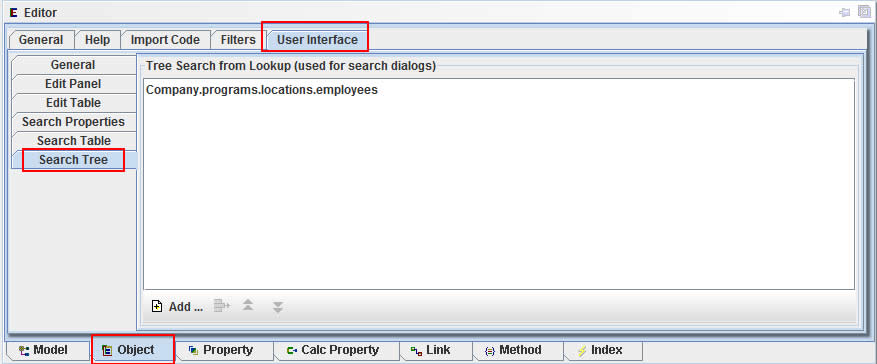 Editor
General Help Import Code Filters User Interface
General
Edit Panel
Edit Table
Search Properties
Search Table
Search Tree
Tree Search from Lookup (used for search dialogs)
Company.programs.locations.employees
Add ...
Model Object Property Calc Property Link Method Index